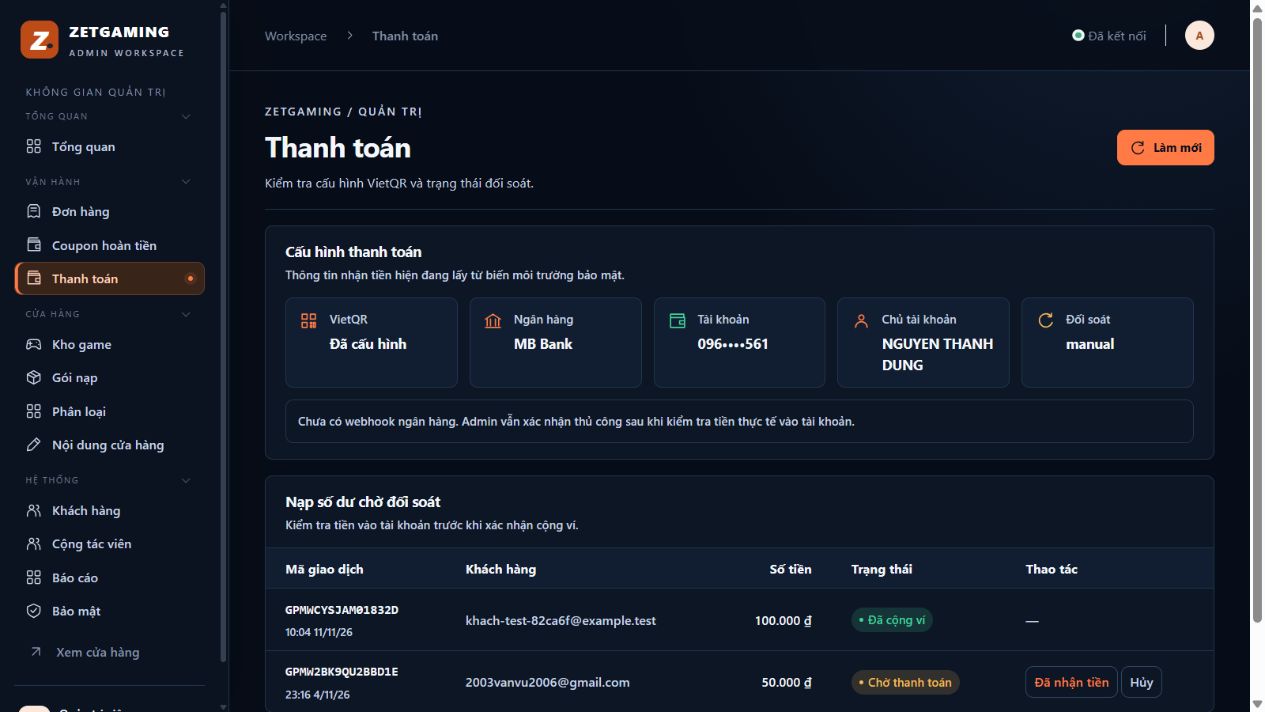 ZETGAMING
ADMIN WORKSPACE
KHÔNG GIAN QUẢN TRỊ
TỔNG QUAN
Tổng quan
VẬN HÀNH
Đơn hàng
Coupon hoàn tiền
Thanh toán
CỬA HÀNG
Kho game
Gói nạp
Phân loại
Nội dung cửa hàng
HỆ THỐNG
Khách hàng
Cộng tác viên
Báo cáo
Bảo mật
Xem cửa hàng
Workspace > Thanh toán
Đã kết nối
A
ZETGAMING / QUẢN TRỊ
Thanh toán
Làm mới
Kiểm tra cấu hình VietQR và trạng thái đối soát.
Cấu hình thanh toán
Thông tin nhận tiền hiện đang lấy từ biến môi trường bảo mật.
VietQR
Đã cấu hình
Ngân hàng
MB Bank
Tài khoản
096••••561
Chủ tài khoản
NGUYEN THANH
DUNG
Đối soát
manual
Chưa có webhook ngân hàng. Admin vẫn xác nhận thủ công sau khi kiểm tra tiền thực tế vào tài khoản.
Nạp số dư chờ đối soát
Kiểm tra tiền vào tài khoản trước khi xác nhận cộng ví.
Mã giao dịch Khách hàng Số tiền Trạng thái Thao tác
GPMWCYSJAM01832D
10:04 11/11/26
khach-test-82ca6f@example.test 100.000 ₫ • Đã cộng ví —
GPMW2BK9QU2BBD1E
23:16 4/11/26
2003vanvu2006@gmail.com 50.000 ₫ • Chờ thanh toán Đã nhận tiền Hủy